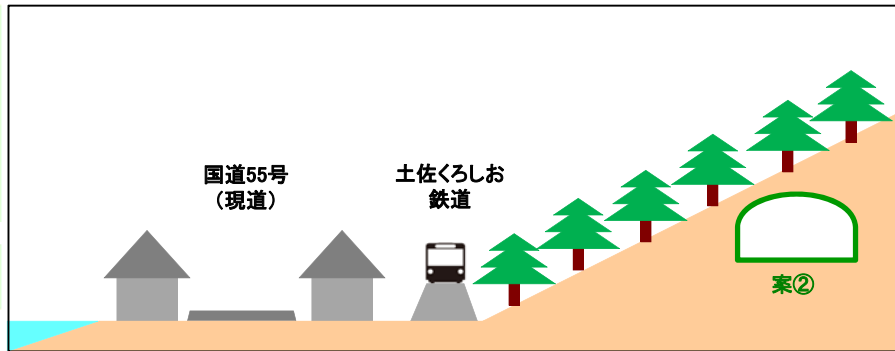 国道55号
（現道）
土佐くろしお
鉄道
案②